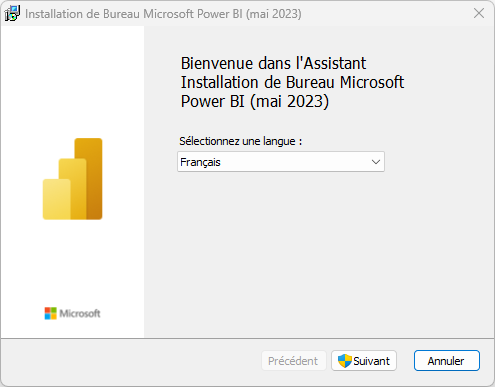 Installation de Bureau Microsoft Power BI (mai 2023)
Bienvenue dans l'Assistant
Installation de Bureau Microsoft
Power BI (mai 2023)
Sélectionnez une langue :
Français
Microsoft
Précédent
Suivant
Annuler